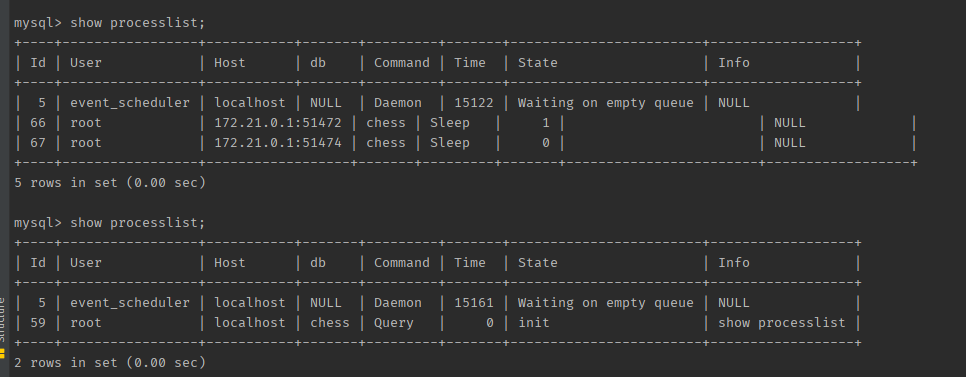 mysql> show processlist;
+----+-----------------+-----------+-------+---------+-------+------------------------+------------------+
| Id | User            | Host      | db    | Command | Time  | State                  | Info             |
+----+-----------------+-----------+-------+---------+-------+------------------------+------------------+
|  5 | event_scheduler | localhost | NULL  | Daemon  | 15122 | Waiting on empty queue | NULL             |
| 66 | root            | 172.21.0.1:51472 | chess | Sleep   |     1 |                        | NULL             |
| 67 | root            | 172.21.0.1:51474 | chess | Sleep   |     0 |                        | NULL             |
+----+-----------------+------------------+-------+---------+-------+------------------------+------------------+
5 rows in set (0.00 sec)
mysql> show processlist;
+----+-----------------+-----------+-------+---------+-------+------------------------+------------------+
| Id | User            | Host      | db    | Command | Time  | State                  | Info             |
+----+-----------------+-----------+-------+---------+-------+------------------------+------------------+
|  5 | event_scheduler | localhost | NULL  | Daemon  | 15161 | Waiting on empty queue | NULL             |
| 59 | root            | localhost | chess | Query   |     0 | init                   | show processlist |
+----+-----------------+-----------+-------+---------+-------+------------------------+------------------+
2 rows in set (0.00 sec)
Structure